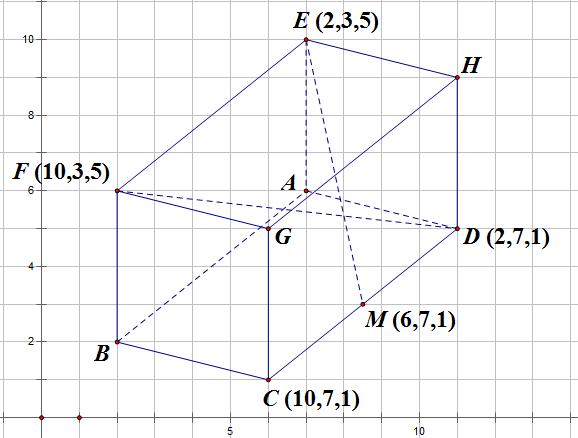 E (2,3,5)
10
H
8
F (10,3,5)
A
6
G
D (2,7,1)
4
M (6,7,1)
2
B
C (10,7,1)
5
10